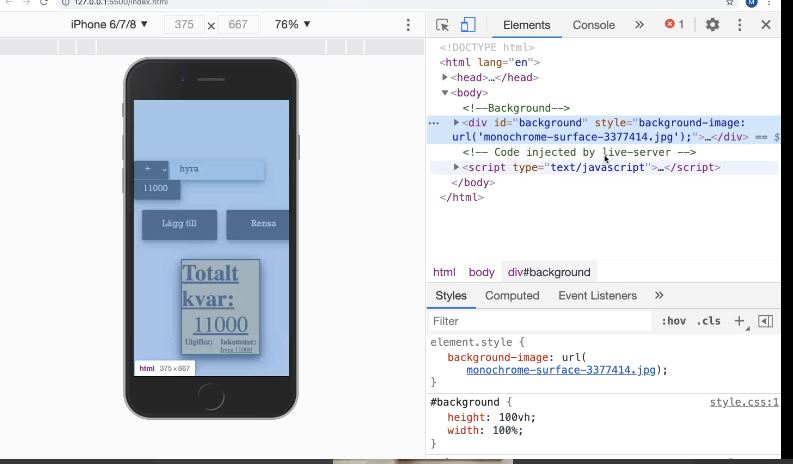 127.0.0.1:5500/index.html
iPhone 6/7/8 ▼ 375 × 667 76% ▼
Elements Console » 1
<!DOCTYPE html>
<html lang="en">
<head>…</head>
<body>
<!--Background-->
<div id="background" style="background-image:
url('monochrome-surface-3377414.jpg');">…</div> == $
<!-- Code injected by live-server -->
<script type="text/javascript">…</script>
</body>
</html>
+ hyra
11000
Lägg till Rensa
Totalt
kvar:
11000
Utgifter: Inkomster:
hyra 11000
html 375×667
html body div#background
Styles Computed Event Listeners »
Filter :hov .cls +
element.style {
background-image: url(
monochrome-surface-3377414.jpg);
}
#background { style.css:1
height: 100vh;
width: 100%;
}